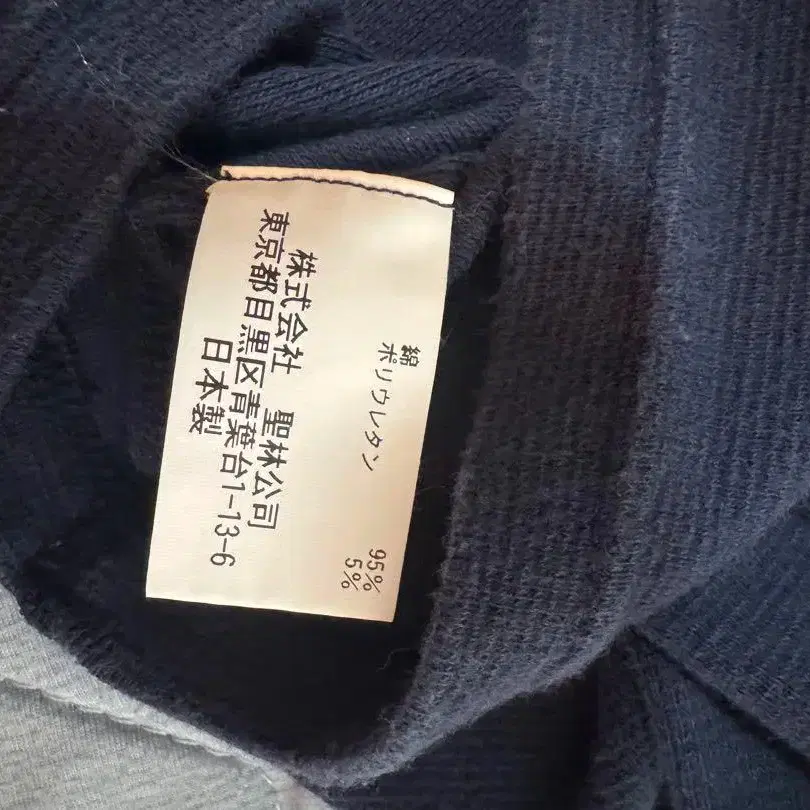 綿 95%
ポリウレタン 5%
株式会社 聖林公司
東京都目黒区青葉台1-13-6
日本製